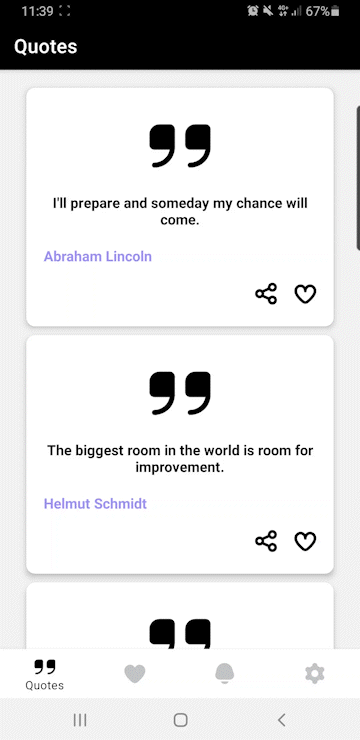 11:39
4G+
67%
Quotes
I'll prepare and someday my chance will
come.
Abraham Lincoln
The biggest room in the world is room for
improvement.
Helmut Schmidt
Quotes